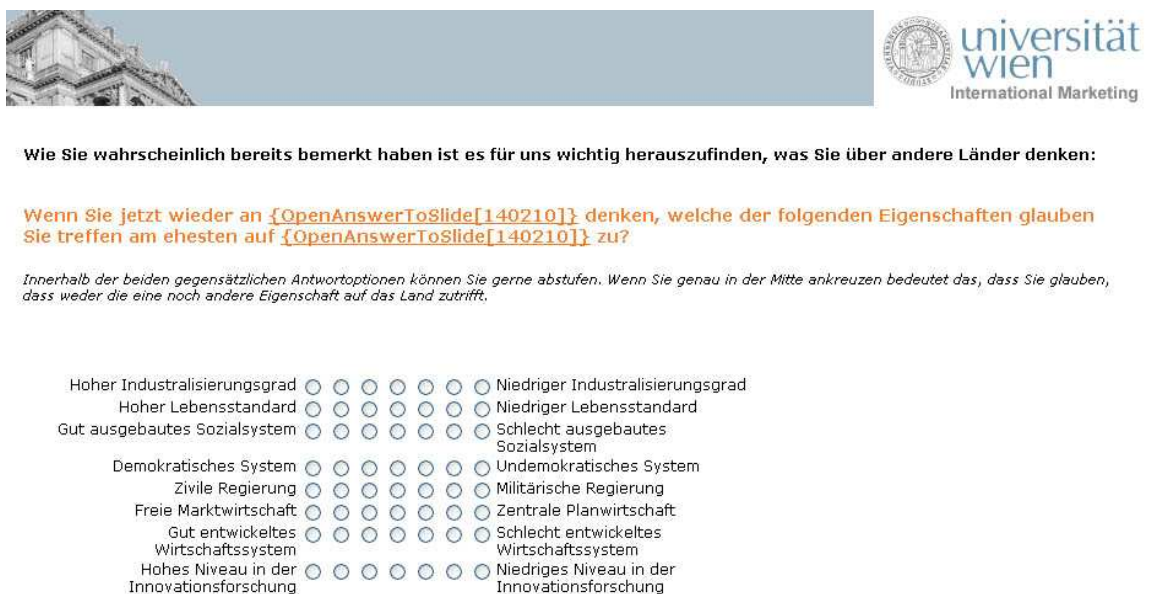 universität
wien
International Marketing
Wie Sie wahrscheinlich bereits bemerkt haben ist es für uns wichtig herauszufinden, was Sie über andere Länder denken:
Wenn Sie jetzt wieder an {OpenAnswerToSlide[140210]} denken, welche der folgenden Eigenschaften glauben
Sie treffen am ehesten auf {OpenAnswerToSlide[140210]} zu?
Innerhalb der beiden gegensätzlichen Antwortoptionen können Sie gerne abstufen. Wenn Sie genau in der Mitte ankreuzen bedeutet das, dass Sie glauben,
dass weder die eine noch andere Eigenschaft auf das Land zutrifft.
Hoher Industralisierungsgrad Niedriger Industralisierungsgrad
Hoher Lebensstandard Niedriger Lebensstandard
Gut ausgebautes Sozialsystem Schlecht ausgebautes
Sozialsystem
Demokratisches System Undemokratisches System
Zivile Regierung Militärische Regierung
Freie Marktwirtschaft Zentrale Planwirtschaft
Gut entwickeltes Schlecht entwickeltes
Wirtschaftssystem Wirtschaftssystem
Hohes Niveau in der Niedriges Niveau in der
Innovationsforschung Innovationsforschung